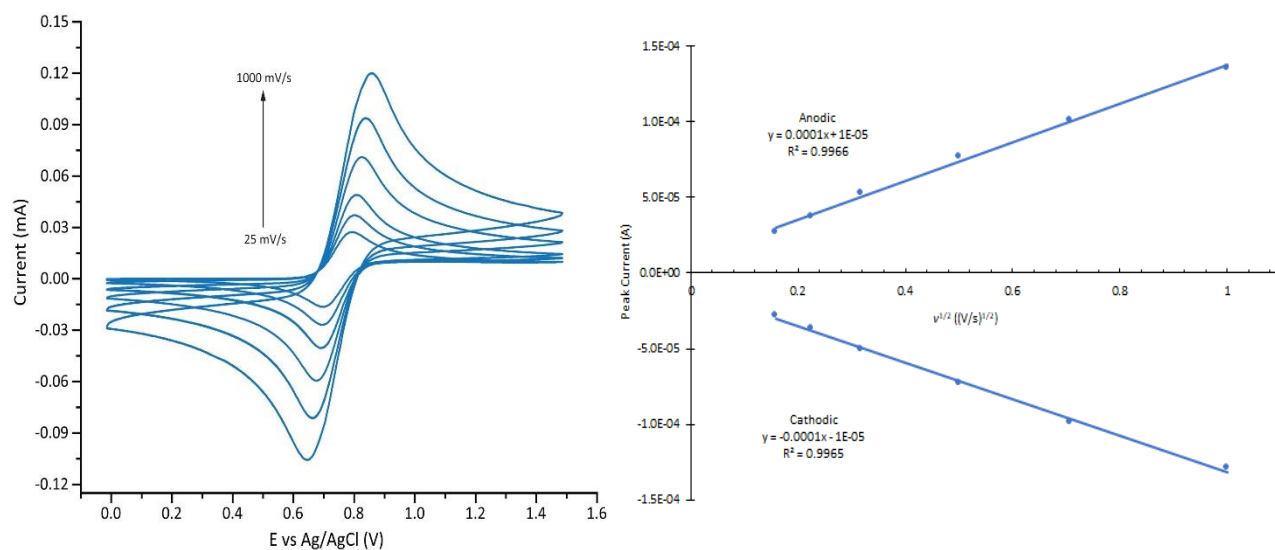 0.15
0.12
0.09
0.06
0.03
0.00
-0.03
-0.06
-0.09
-0.12
Current (mA)
1000 mV/s
25 mV/s
0.0 0.2 0.4 0.6 0.8 1.0 1.2 1.4 1.6
E vs Ag/AgCl (V)
1.5E-04
1.0E-04
5.0E-05
0.0E+00
-5.0E-05
-1.0E-04
-1.5E-04
Peak Current (A)
Anodic
y = 0.0001x + 1E-05
R² = 0.9966
0 0.2 0.4 0.6 0.8 1
v¹ᐟ² ((V/s)¹ᐟ²)
Cathodic
y = -0.0001x - 1E-05
R² = 0.9965